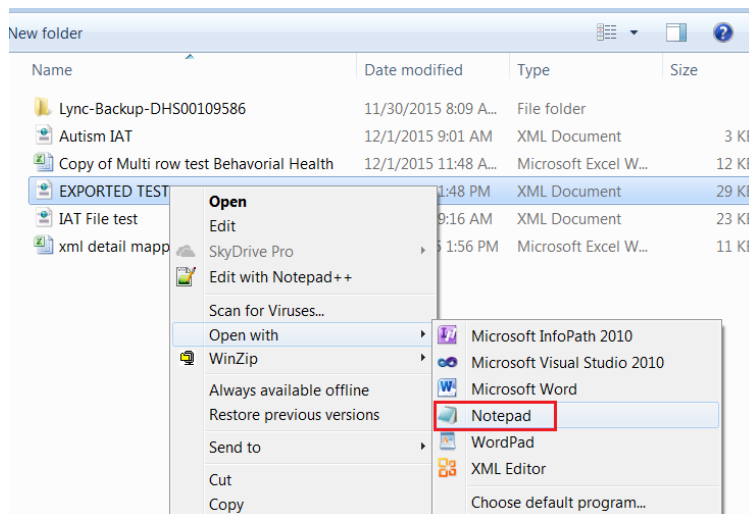 New folder
Name Date modified Type Size
Lync-Backup-DHS00109586 11/30/2015 8:09 A... File folder
Autism IAT 12/1/2015 9:01 AM XML Document 3 KB
Copy of Multi row test Behavorial Health 12/1/2015 11:48 A... Microsoft Excel W... 12 KB
EXPORTED TEST 1:48 PM XML Document 29 KB
IAT File test 9:16 AM XML Document 23 KB
xml detail mapp 5 1:56 PM Microsoft Excel W... 11 KB
Open
Edit
SkyDrive Pro
Edit with Notepad++
Scan for Viruses...
Open with
WinZip
Always available offline
Restore previous versions
Send to
Cut
Copy
Microsoft InfoPath 2010
Microsoft Visual Studio 2010
Microsoft Word
Notepad
WordPad
XML Editor
Choose default program...